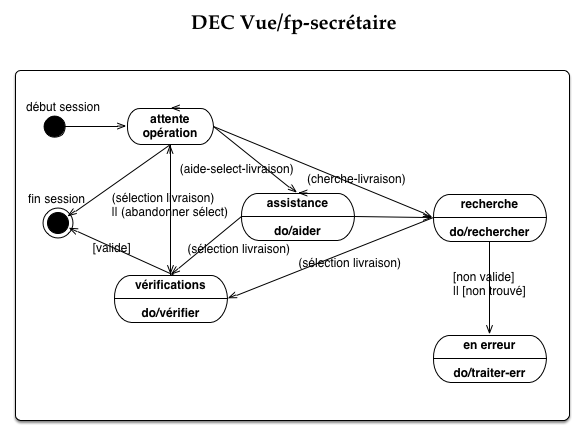 DEC Vue/fp-secrétaire
début session
attente
opération
(aide-select-livraison)
(cherche-livraison)
fin session
(sélection livraison)
II (abandonner sélect)
assistance
do/aider
recherche
do/rechercher
[valide]
(sélection livraison)
(sélection livraison)
vérifications
do/vérifier
[non valide]
II [non trouvé]
en erreur
do/traiter-err